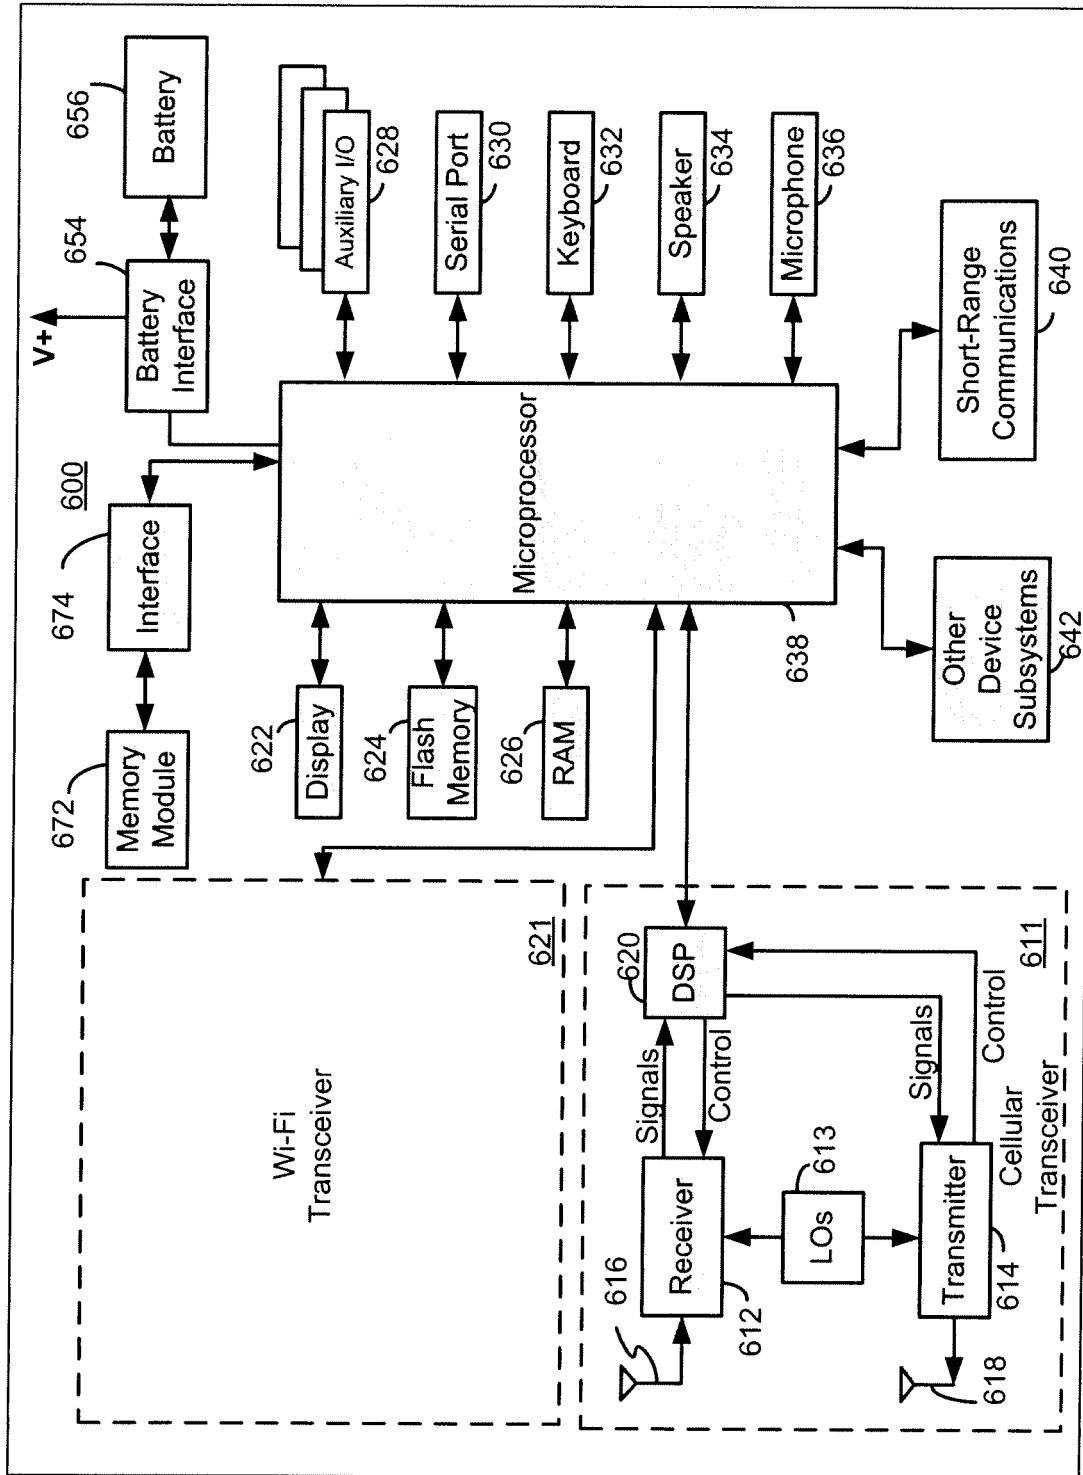 656
Battery
654
V+
Battery
Interface
600
674
Interface
672
Memory
Module
Auxiliary I/O
628
Serial Port
630
Keyboard
632
Speaker
634
Microphone
636
Microprocessor
638
622
Display
624
Flash
Memory
626
RAM
Short-Range
Communications
640
Other
Device
Subsystems
642
Wi-Fi
Transceiver
621
620
DSP
611
Signals
Control
Signals
Control
616
Receiver
612
613
LOs
Transmitter
614
618
Cellular
Transceiver